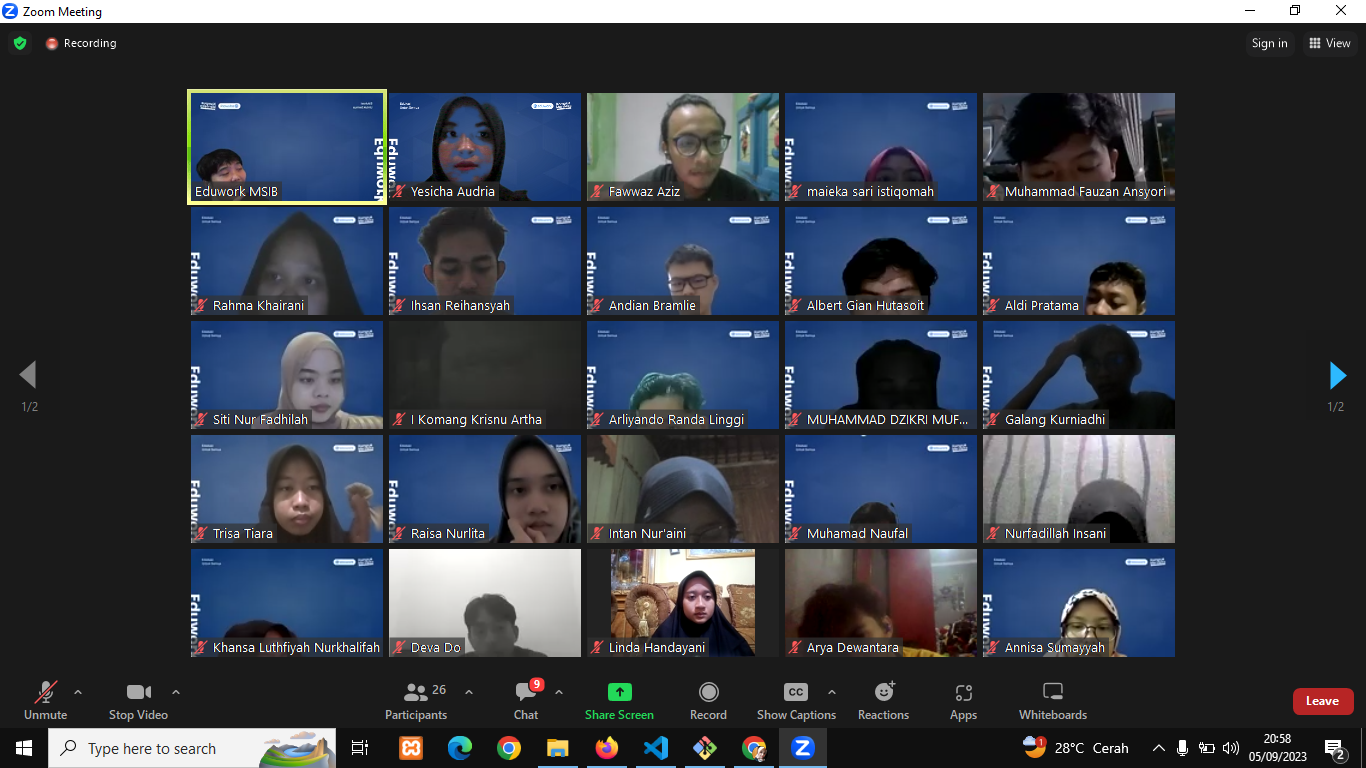 Zoom Meeting
Recording
Sign in
View
Eduwork
Eduwork MSIB
Yesicha Audria
Fawwaz Aziz
maieka sari istiqomah
Muhammad Fauzan Ansyori
Rahma Khairani
Ihsan Reihansyah
Andian Bramlie
Albert Gian Hutasoit
Aldi Pratama
1/2
1/2
Siti Nur Fadhilah
I Komang Krisnu Artha
Arliyando Randa Linggi
MUHAMMAD DZIKRI MUF...
Galang Kurniadhi
Trisa Tiara
Raisa Nurlita
Intan Nur'aini
Muhamad Naufal
Nurfadillah Insani
Khansa Luthfiyah Nurkhalifah
Deva Do
Linda Handayani
Arya Dewantara
Annisa Sumayyah
Unmute
Stop Video
26
Participants
9
Chat
Share Screen
Record
CC
Show Captions
Reactions
Apps
Whiteboards
Leave
Type here to search
1
28°C Cerah
20:58
05/09/2023
2